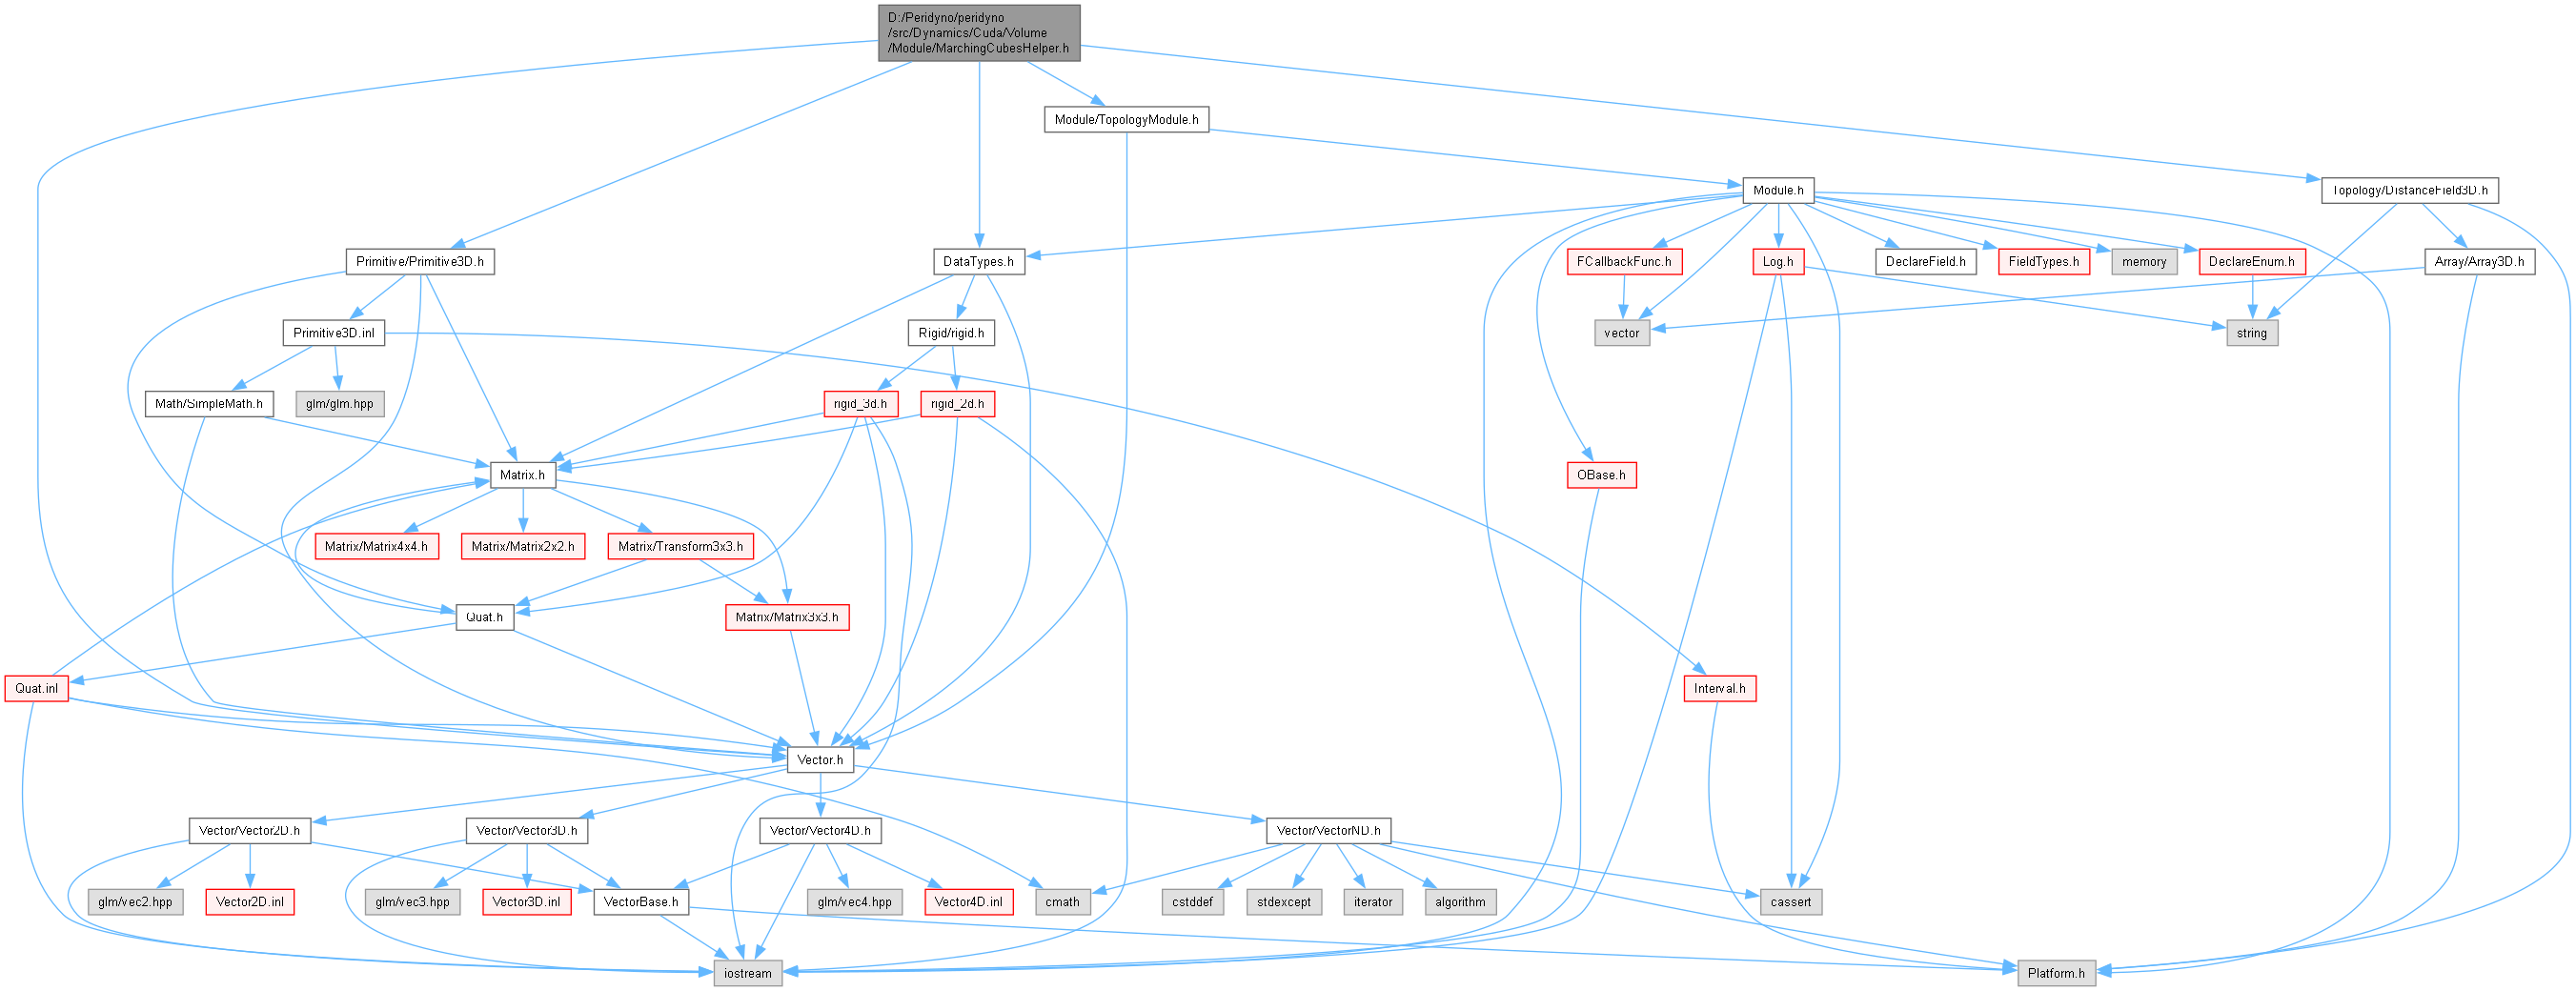 D:/Peridyno/peridyno
/src/Dynamics/Cuda/Volume
/Module/MarchingCubesHelper.h
Module/TopologyModule.h
Module.h
Topology/DistanceField3D.h
Primitive/Primitive3D.h
DataTypes.h
FCallbackFunc.h
Log.h
DeclareField.h
FieldTypes.h
memory
DeclareEnum.h
Array/Array3D.h
Primitive3D.inl
Rigid/rigid.h
vector
string
Math/SimpleMath.h
glm/glm.hpp
rigid_3d.h
rigid_2d.h
Matrix.h
OBase.h
Matrix/Matrix4x4.h
Matrix/Matrix2x2.h
Matrix/Transform3x3.h
Quat.h
Matrix/Matrix3x3.h
Quat.inl
Interval.h
Vector.h
Vector/Vector2D.h
Vector/Vector3D.h
Vector/Vector4D.h
Vector/VectorND.h
glm/vec2.hpp
Vector2D.inl
glm/vec3.hpp
Vector3D.inl
VectorBase.h
glm/vec4.hpp
Vector4D.inl
cmath
cstddef
stdexcept
iterator
algorithm
cassert
iostream
Platform.h